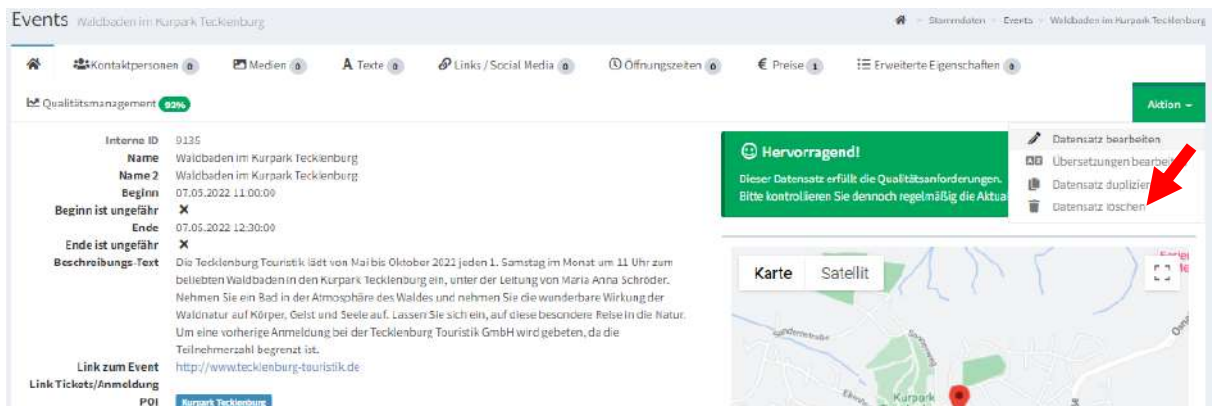 Events Waldbaden im Kurpark Tecklenburg
Stammdaten Events Waldbaden im Kurpark Tecklenburg
Kontaktpersonen 0 Medien 0 Texte 0 Links / Social Media 0 Öffnungszeiten 0 € Preise 1 Erweiterte Eigenschaften 0
Qualitätsmanagement 92% Aktion
Interne ID 9135
Name Waldbaden im Kurpark Tecklenburg
Name 2 Waldbaden im Kurpark Tecklenburg
Beginn 07.05.2022 11:00:00
Beginn ist ungefähr
Ende 07.05.2022 12:30:00
Ende ist ungefähr
Beschreibungs-Text Die Tecklenburg Touristik lädt von Mai bis Oktober 2022 jeden 1. Samstag im Monat um 11 Uhr zum
beliebten Waldbaden in den Kurpark Tecklenburg ein, unter der Leitung von Maria Anna Schröder.
Nehmen Sie ein Bad in der Atmosphäre des Waldes und nehmen Sie die wunderbare Wirkung der
Waldnatur auf Körper, Geist und Seele auf. Lassen Sie sich ein, auf diese besondere Reise in die Natur.
Um eine vorherige Anmeldung bei der Tecklenburg Touristik GmbH wird gebeten, da die
Teilnehmerzahl begrenzt ist.
Link zum Event http://www.tecklenburg-touristik.de
Link Tickets/Anmeldung
POI Kurpark Tecklenburg
Hervorragend!
Dieser Datensatz erfüllt die Qualitätsanforderungen.
Bitte kontrollieren Sie dennoch regelmäßig die Aktua
Datensatz bearbeiten
Übersetzungen bearbeit
Datensatz duplizier
Datensatz löschen
Karte Satellit
Kurpark